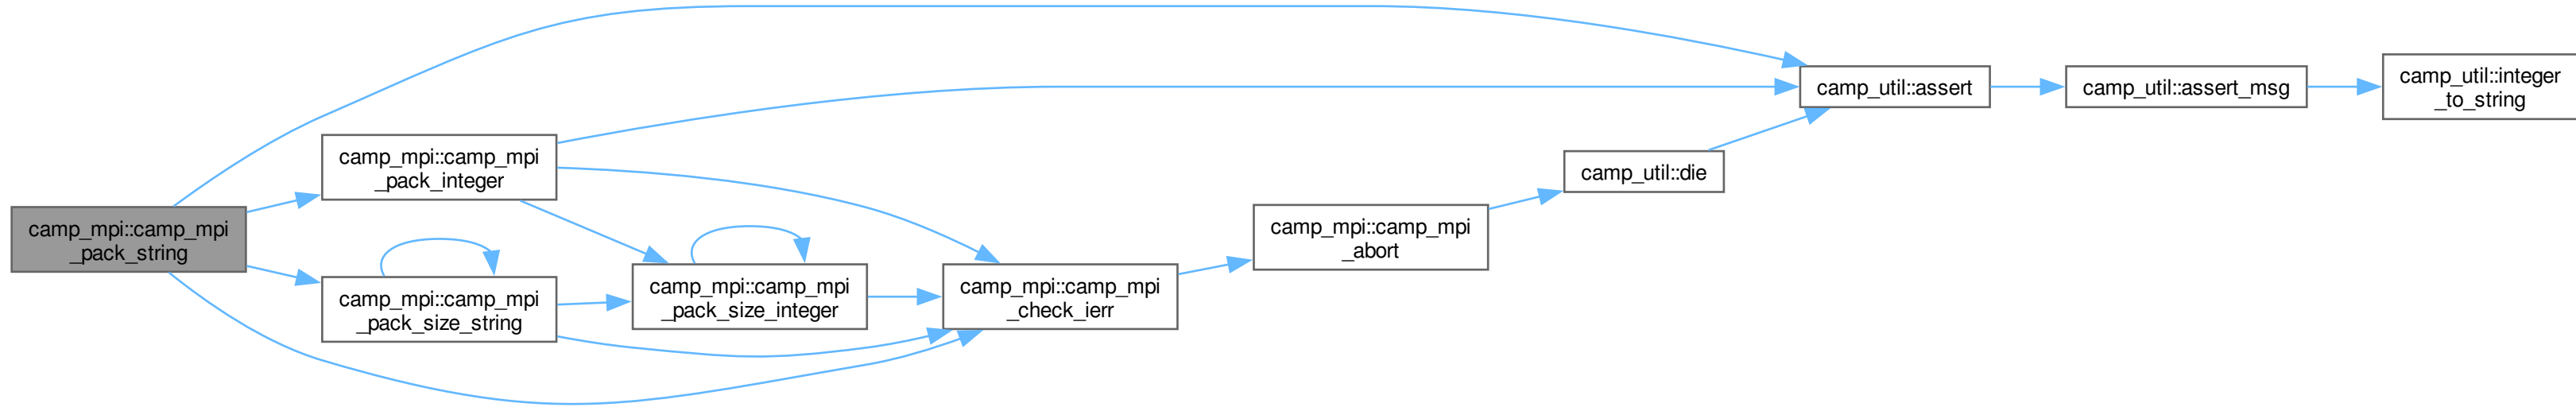 camp_mpi::camp_mpi
_pack_string
camp_mpi::camp_mpi
_pack_integer
camp_mpi::camp_mpi
_pack_size_string
camp_mpi::camp_mpi
_pack_size_integer
camp_mpi::camp_mpi
_check_ierr
camp_mpi::camp_mpi
_abort
camp_util::die
camp_util::assert
camp_util::assert_msg
camp_util::integer
_to_string